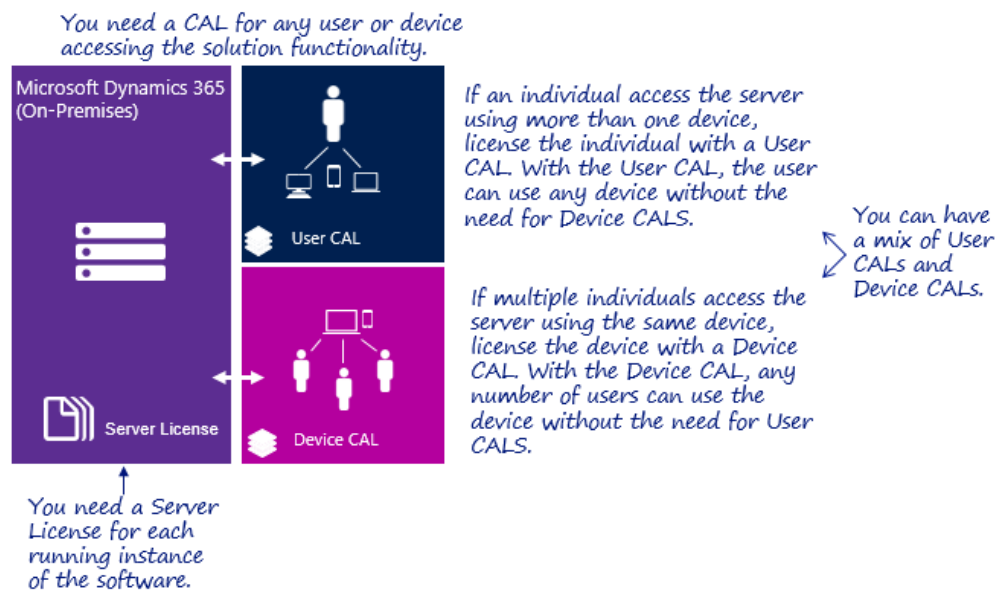 You need a CAL for any user or device
accessing the solution functionality.
Microsoft Dynamics 365
(On-Premises)
Server License
User CAL
Device CAL
If an individual access the server
using more than one device,
license the individual with a User
CAL. With the User CAL, the user
can use any device without the
need for Device CALS.
If multiple individuals access the
server using the same device,
license the device with a Device
CAL. With the Device CAL, any
number of users can use the
device without the need for User
CALS.
You can have
a mix of User
CALs and
Device CALs.
You need a Server
License for each
running instance
of the software.